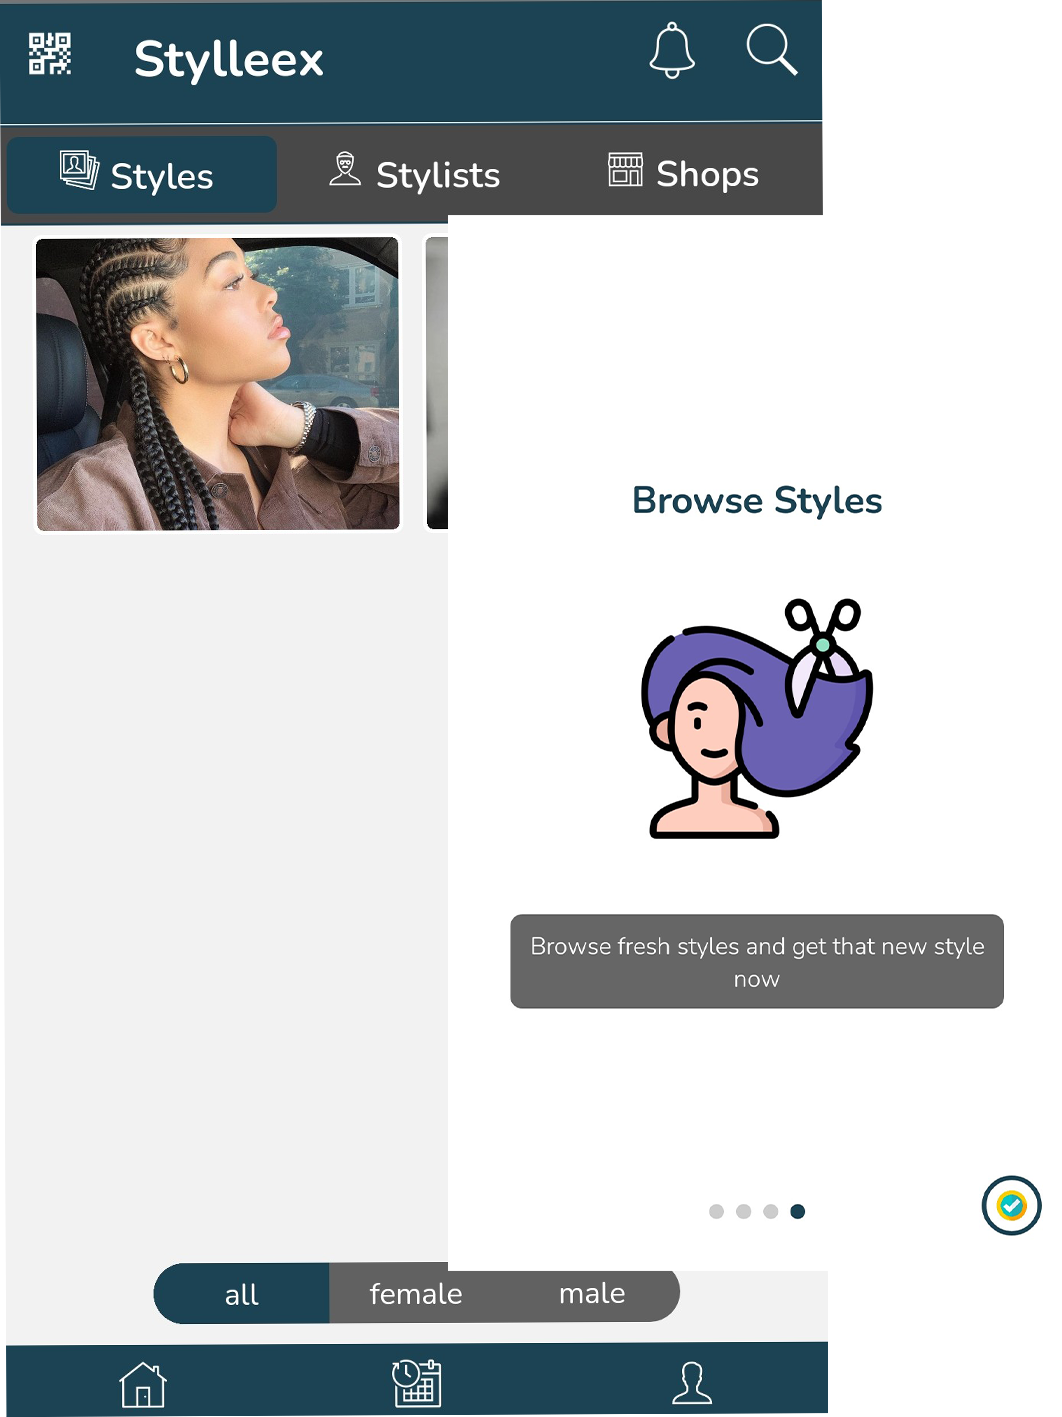 Stylleex
Styles
Stylists
Shops
Browse Styles
Browse fresh styles and get that new style
now
all
female
male